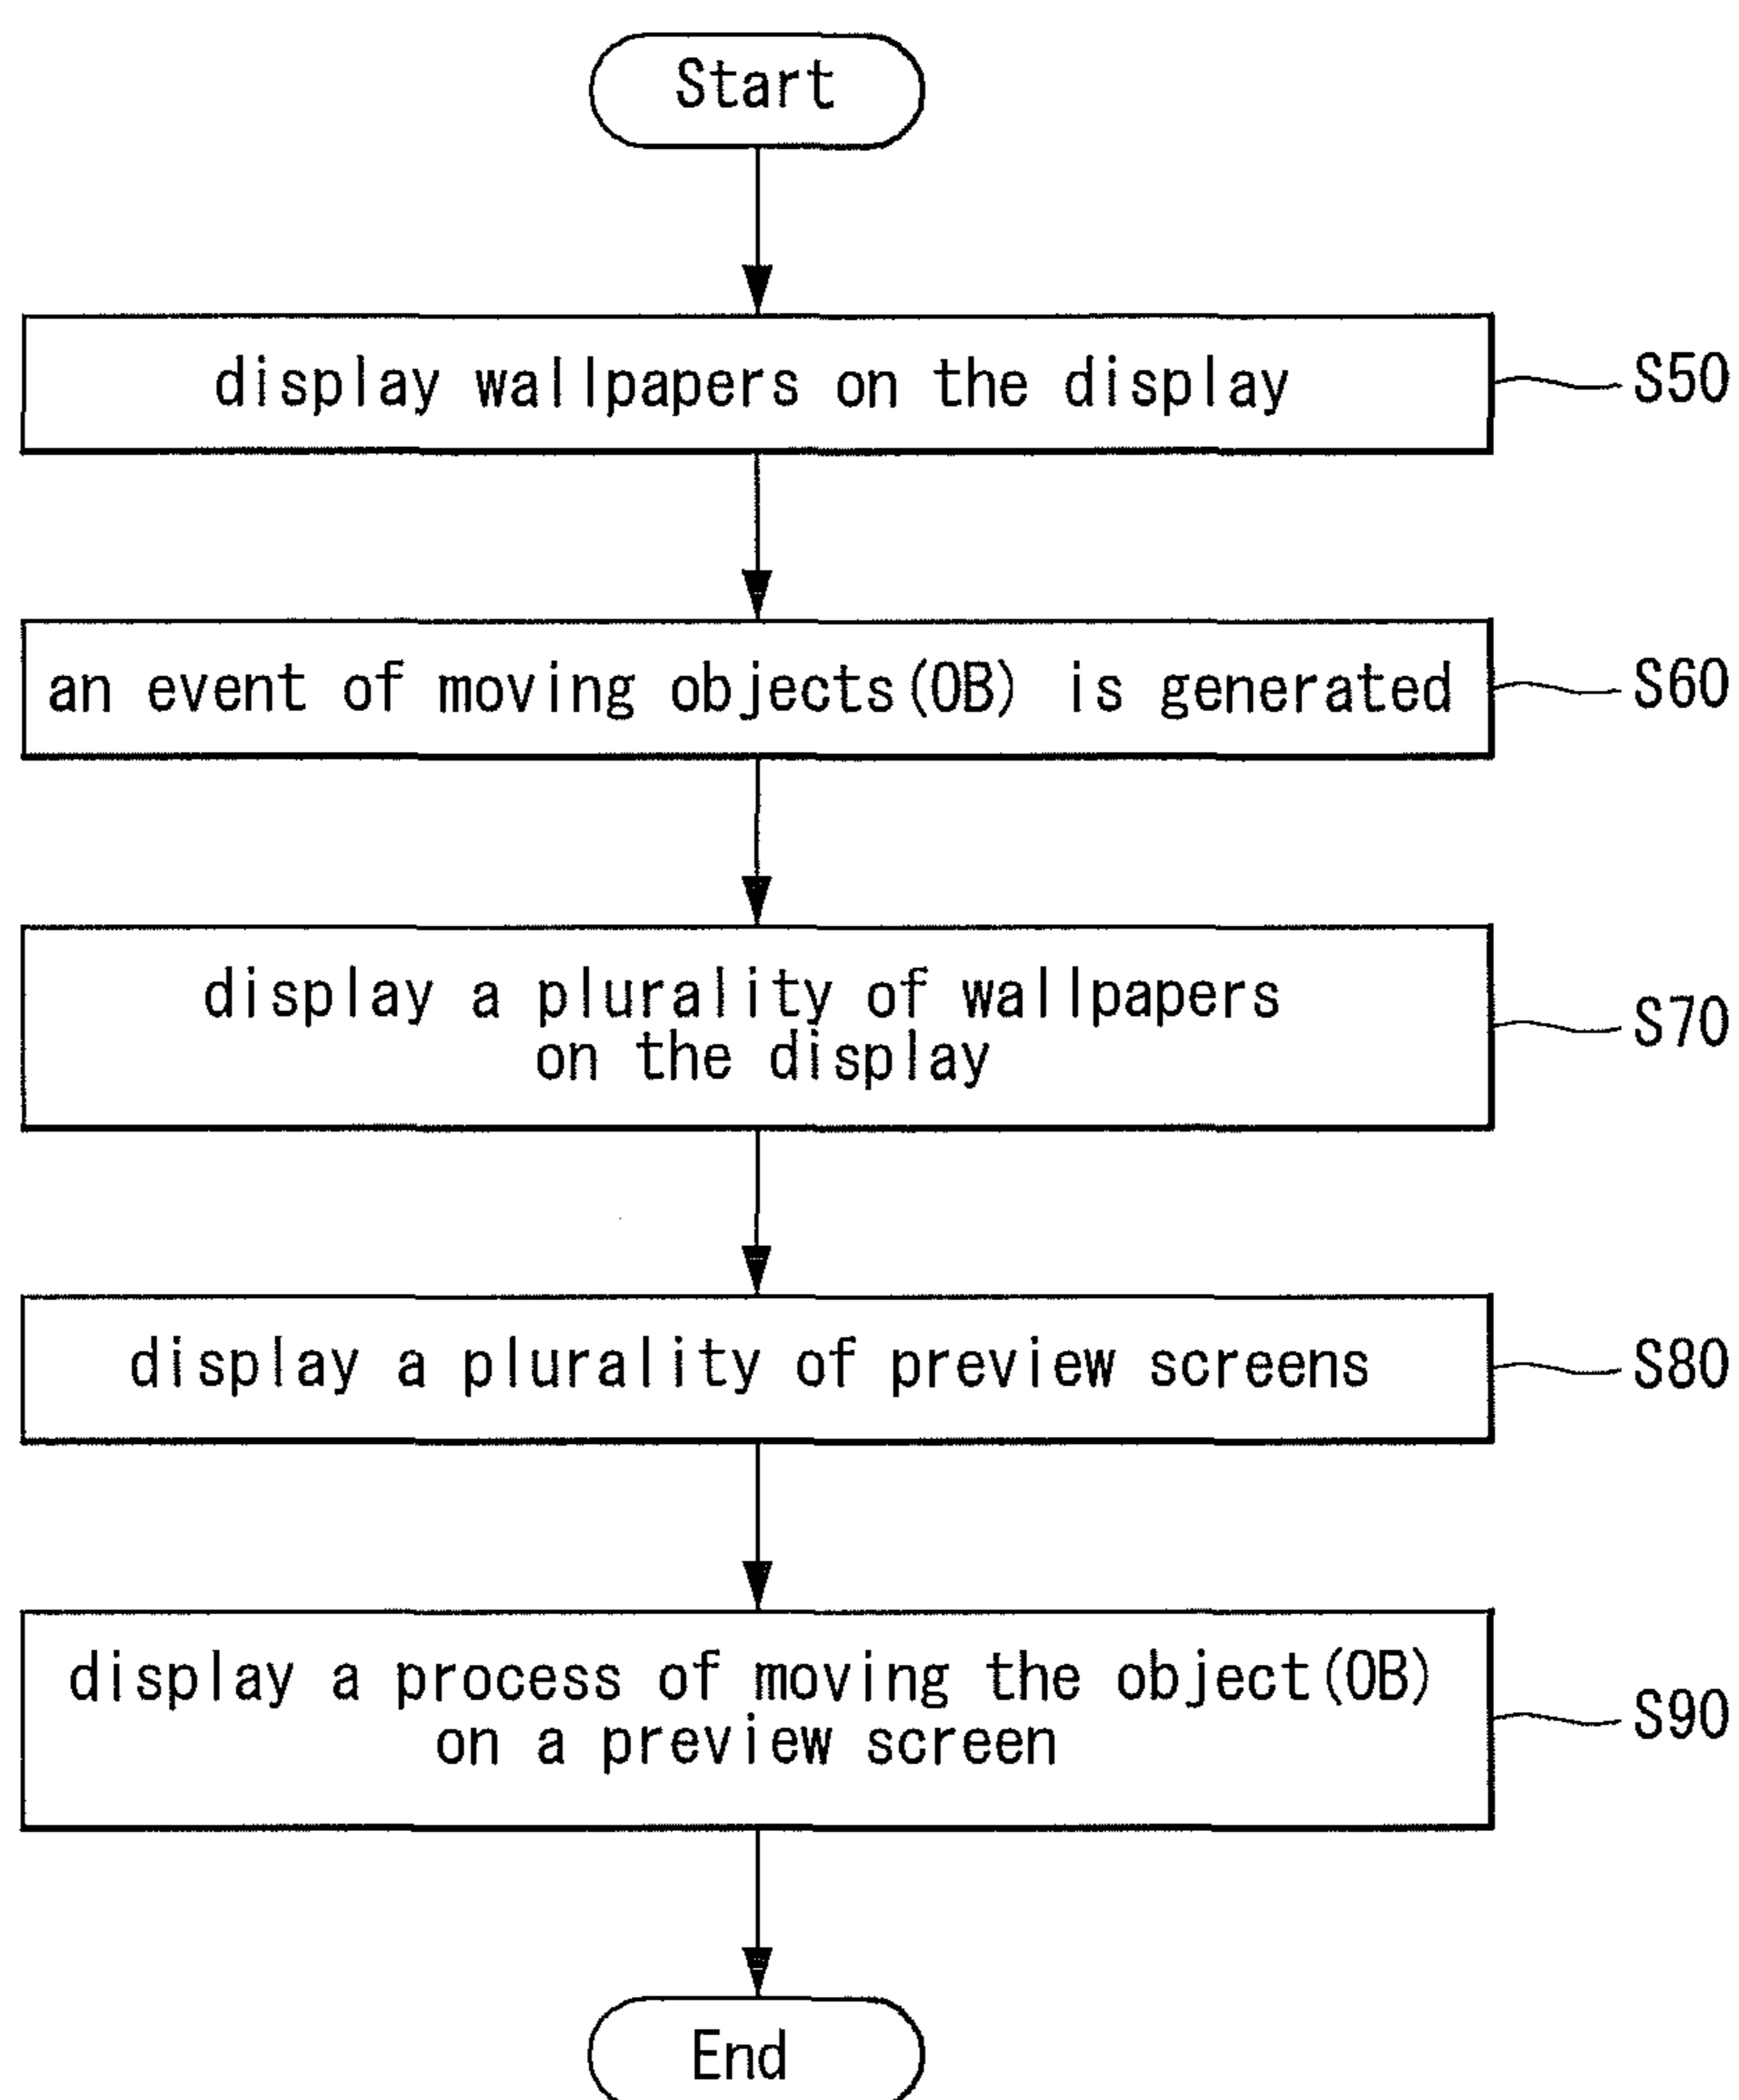 Start
display wallpapers on the display
S50
an event of moving objects(OB) is generated
S60
display a plurality of wallpapers
on the display
S70
display a plurality of preview screens
S80
display a process of moving the object(OB)
on a preview screen
S90
End